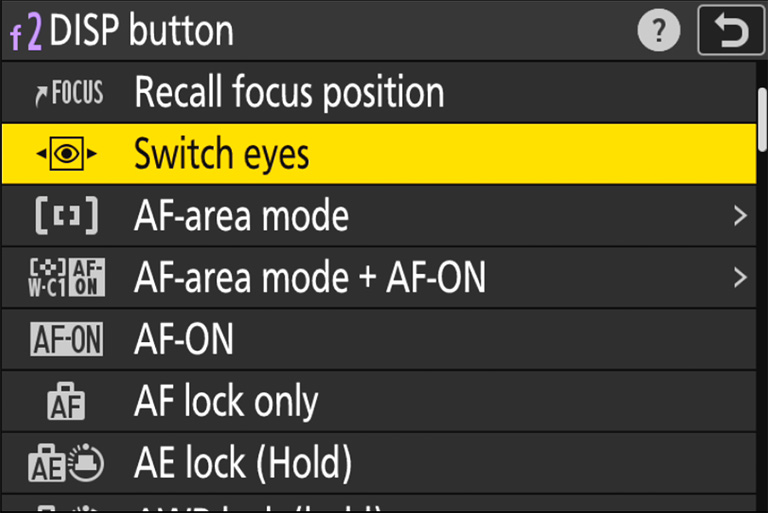 f2 DISP button ?
FOCUS Recall focus position
Switch eyes
AF-area mode >
W-C1 AF-ON AF-area mode + AF-ON >
AF-ON AF-ON
AF AF lock only
AE AE lock (Hold)